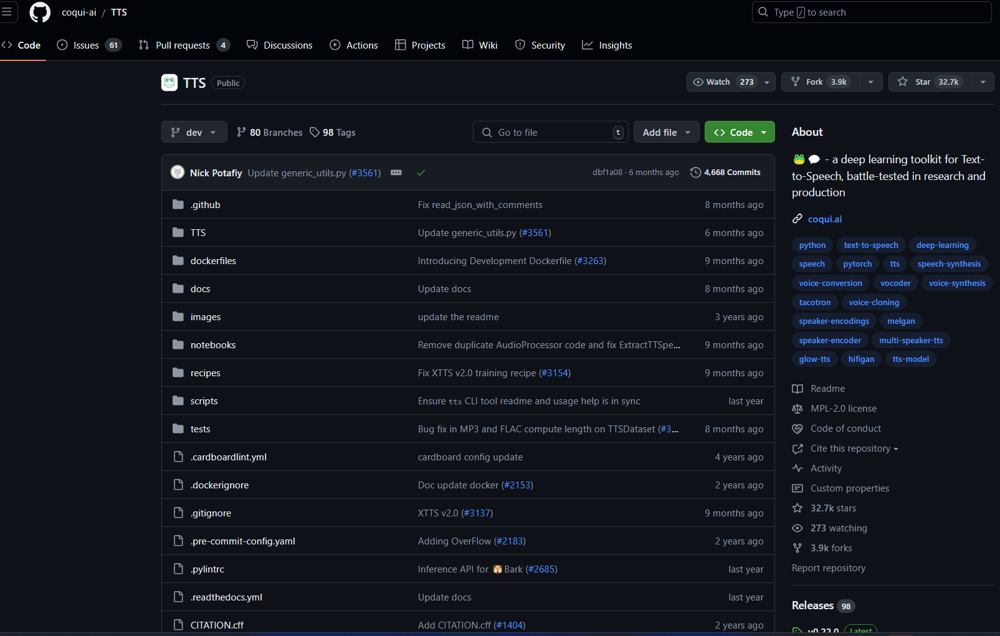 coqui-ai / TTS
Type / to search
Code
Issues 61
Pull requests 4
Discussions
Actions
Projects
Wiki
Security
Insights
TTS Public
Watch 273
Fork 3.9k
Star 32.7k
dev
80 Branches
98 Tags
Go to file t
Add file
Code
Nick Potafiy Update generic_utils.py (#3561) dbf1a08 · 6 months ago 4,668 Commits
.github Fix read_json_with_comments 8 months ago
TTS Update generic_utils.py (#3561) 6 months ago
dockerfiles Introducing Development Dockerfile (#3263) 9 months ago
docs Update docs 8 months ago
images update the readme 3 years ago
notebooks Remove duplicate AudioProcessor code and fix ExtractTTSpe... 9 months ago
recipes Fix XTTS v2.0 training recipe (#3154) 9 months ago
scripts Ensure tts CLI tool readme and usage help is in sync last year
tests Bug fix in MP3 and FLAC compute length on TTSDataset (#3... 8 months ago
.cardboardlint.yml cardboard config update 4 years ago
.dockerignore Doc update docker (#2153) 2 years ago
.gitignore XTTS v2.0 (#3137) 9 months ago
.pre-commit-config.yaml Adding OverFlow (#2183) 2 years ago
.pylintrc Inference API for 🐶Bark (#2685) last year
.readthedocs.yml Update docs last year
CITATION.cff Add CITATION.cff (#1404) 2 years ago
About
🐸💬 - a deep learning toolkit for Text-
to-Speech, battle-tested in research and
production
coqui.ai
python text-to-speech deep-learning
speech pytorch tts speech-synthesis
voice-conversion vocoder voice-synthesis
tacotron voice-cloning
speaker-encodings melgan
speaker-encoder multi-speaker-tts
glow-tts hifigan tts-model
Readme
MPL-2.0 license
Code of conduct
Cite this repository
Activity
Custom properties
32.7k stars
273 watching
3.9k forks
Report repository
Releases 98
v0.22.0 Latest